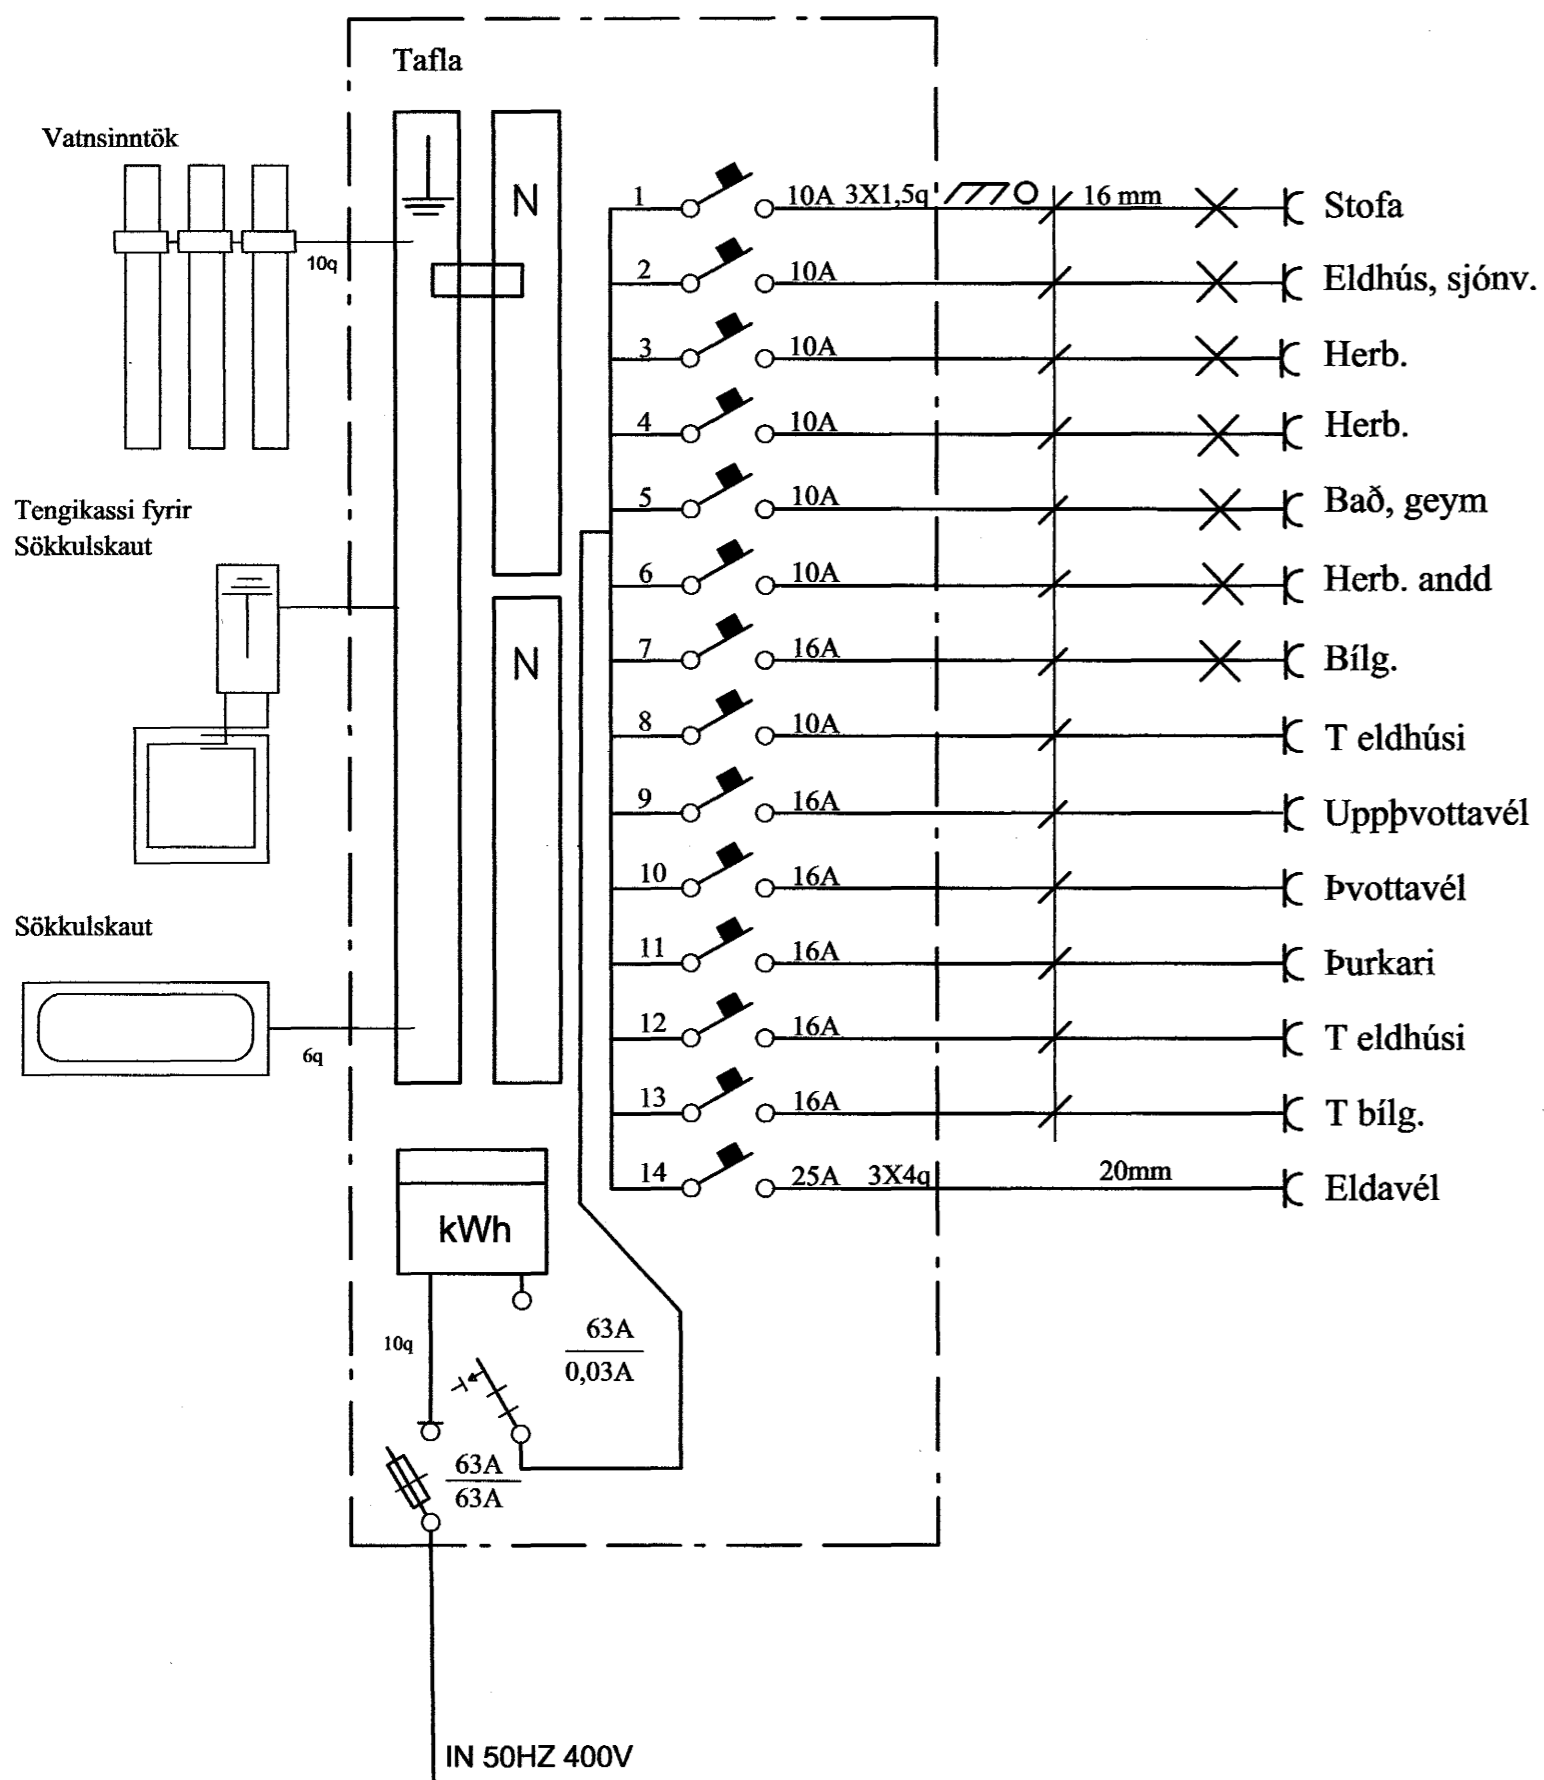 Tafla
Vatnsinntök
10q
Tengikassi fyrir
Sökkulskaut
Sökkulskaut
6q
N
N
1 10A 3X1,5q 16 mm Stofa
2 10A Eldhús, sjónv.
3 10A Herb.
4 10A Herb.
5 10A Bað, geym
6 10A Herb. andd
7 16A Bílg.
8 10A T eldhúsi
9 16A Uppþvottavél
10 16A Þvottavél
11 16A Þurkari
12 16A T eldhúsi
13 16A T bílg.
14 25A 3X4q 20mm Eldavél
kWh
10q
63A
0,03A
63A
63A
IN 50HZ 400V